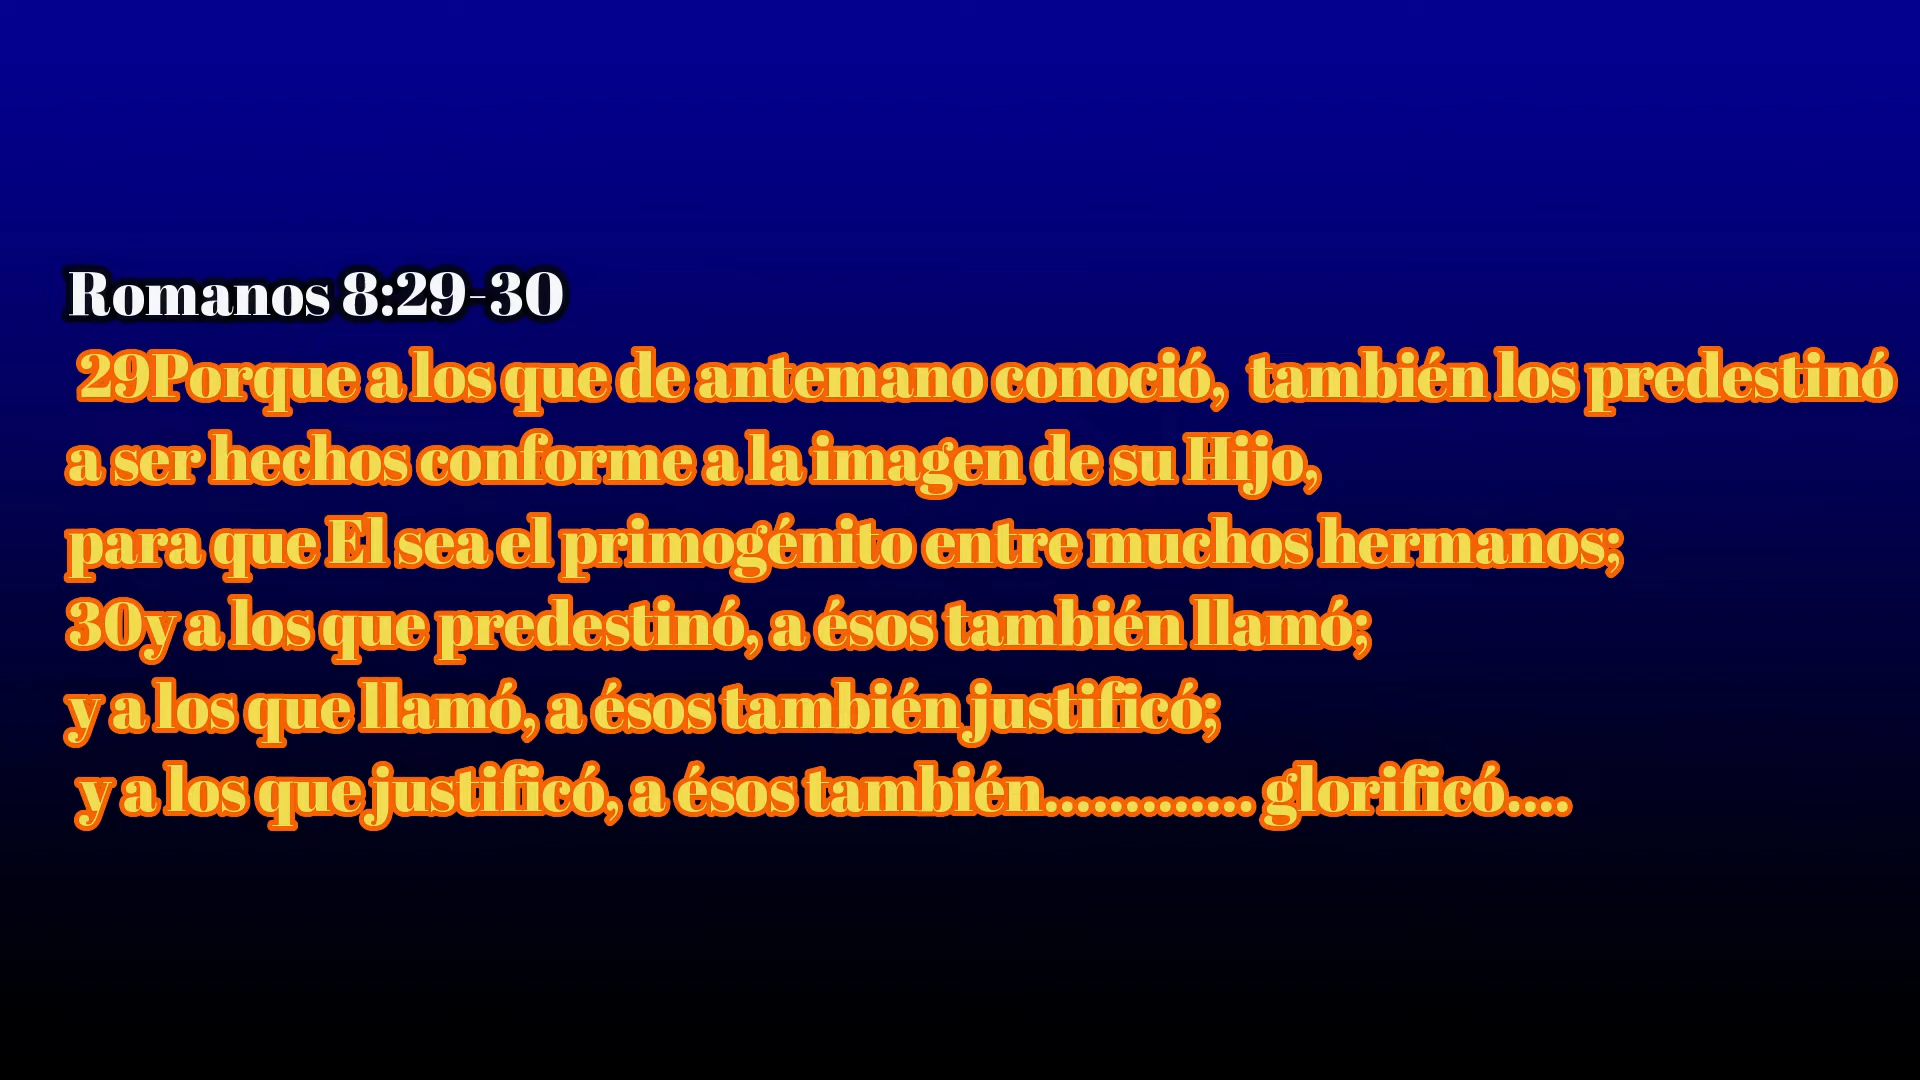 Romanos 8:29-30
29Porque a los que de antemano conoció, también los predestinó
a ser hechos conforme a la imagen de su Hijo,
para que El sea el primogénito entre muchos hermanos;
30y a los que predestinó, a ésos también llamó;
y a los que llamó, a ésos también justificó;
y a los que justificó, a ésos también............. glorificó....